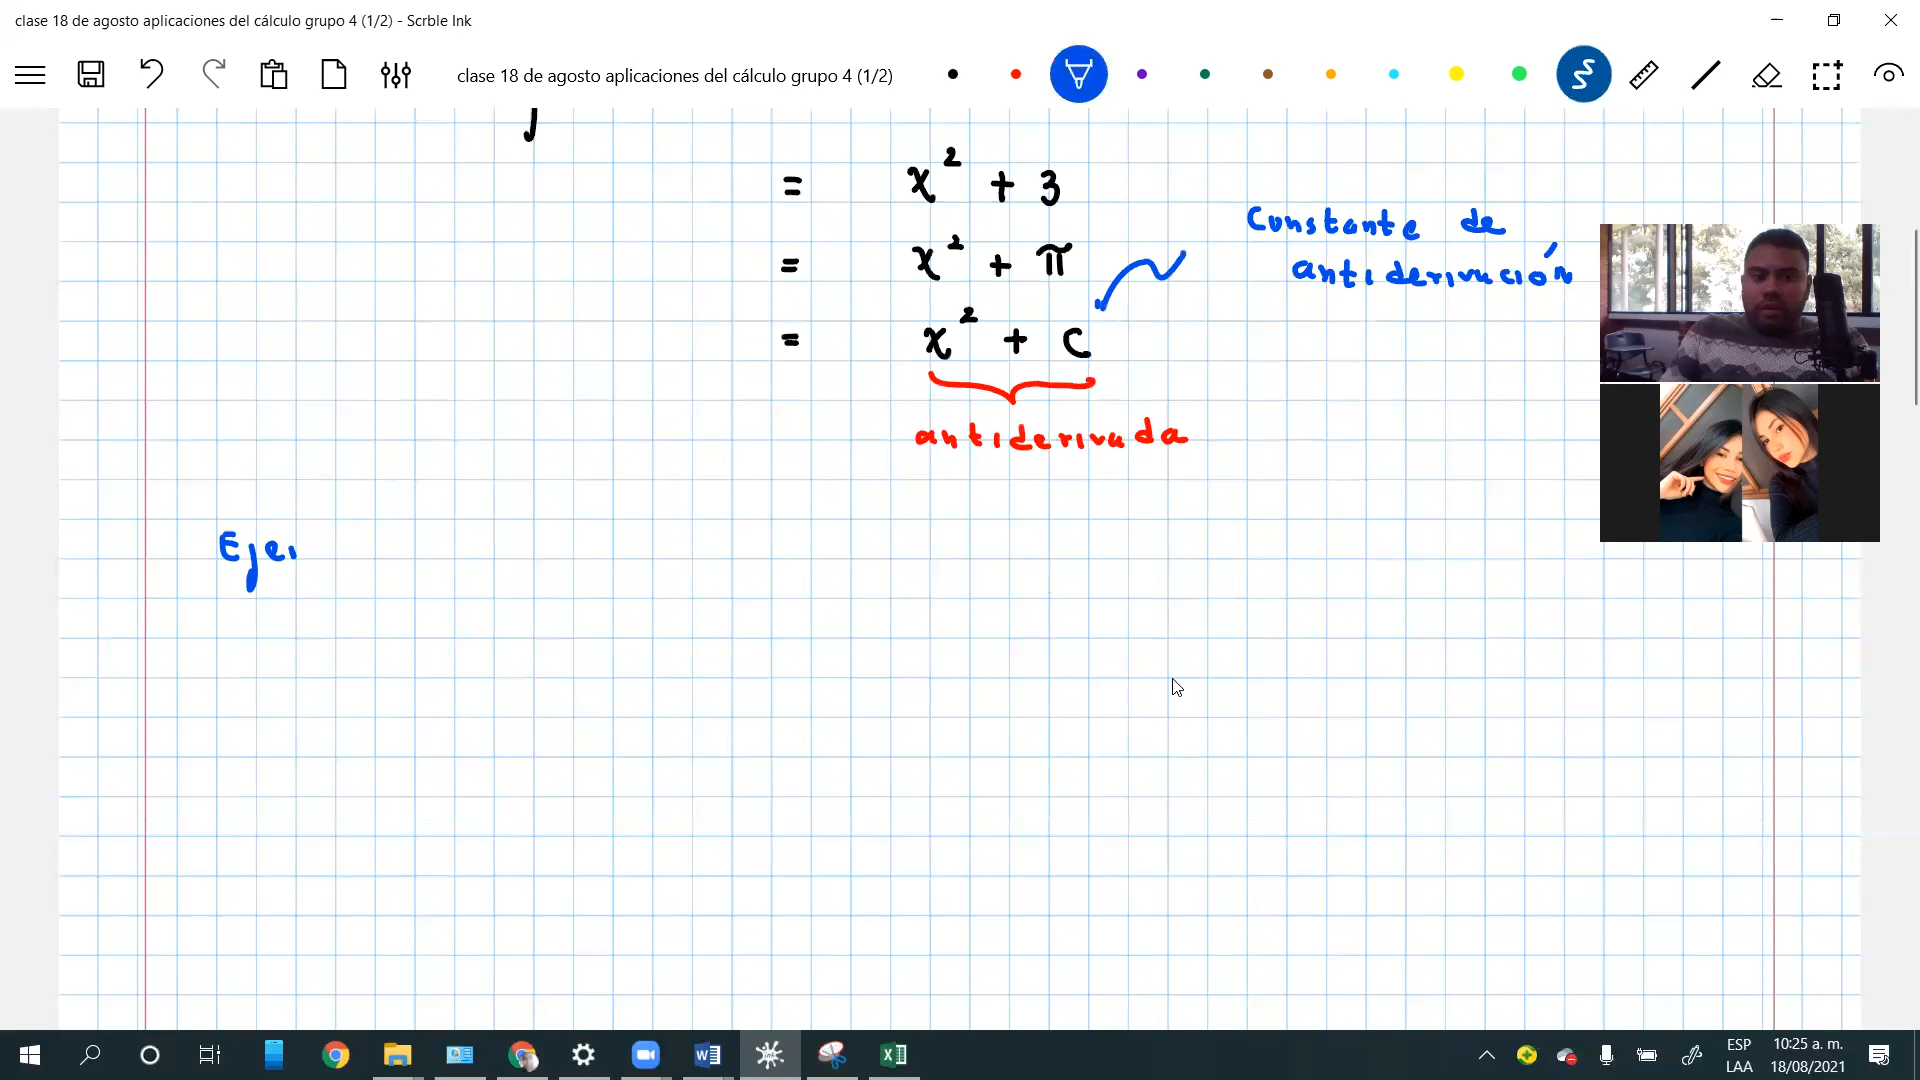 clase 18 de agosto aplicaciones del cálculo grupo 4 (1/2) - Scrble Ink
clase 18 de agosto aplicaciones del cálculo grupo 4 (1/2)
= x² + 3
= x² + π
= x² + c
Constante de
antiderivación
antiderivada
Eje
ESP
LAA
10:25 a. m.
18/08/2021